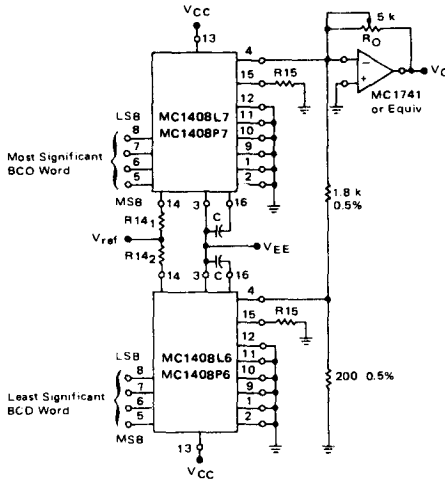 VCC
13
5 k
RO
4
VO
15
R15
MC1741
or Equiv
MC1408L7
MC1408P7
12
11
10
9
1
2
LSB
8
7
6
5
MSB
Most Significant
BCD Word
14
3
16
R14₁
C
1.8 k
0.5%
Vref
VEE
R14₂
C
14
3
16
4
15
R15
MC1408L6
MC1408P6
12
11
10
9
1
2
LSB
8
7
6
5
MSB
Least Significant
BCD Word
200 0.5%
13
VCC